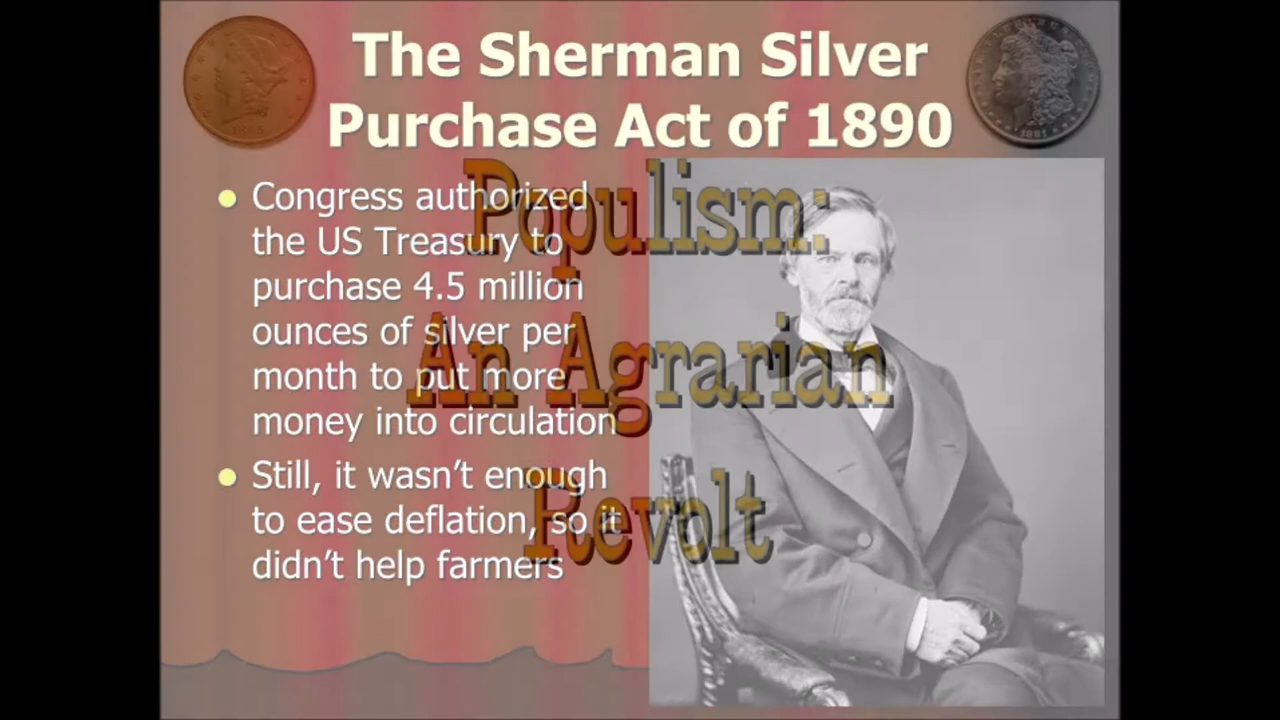 The Sherman Silver
Purchase Act of 1890
Congress authorized
the US Treasury to
purchase 4.5 million
ounces of silver per
month to put more
money into circulation
Still, it wasn’t enough
to ease deflation, so it
didn’t help farmers
Populism:
An Agrarian
Revolt
1881